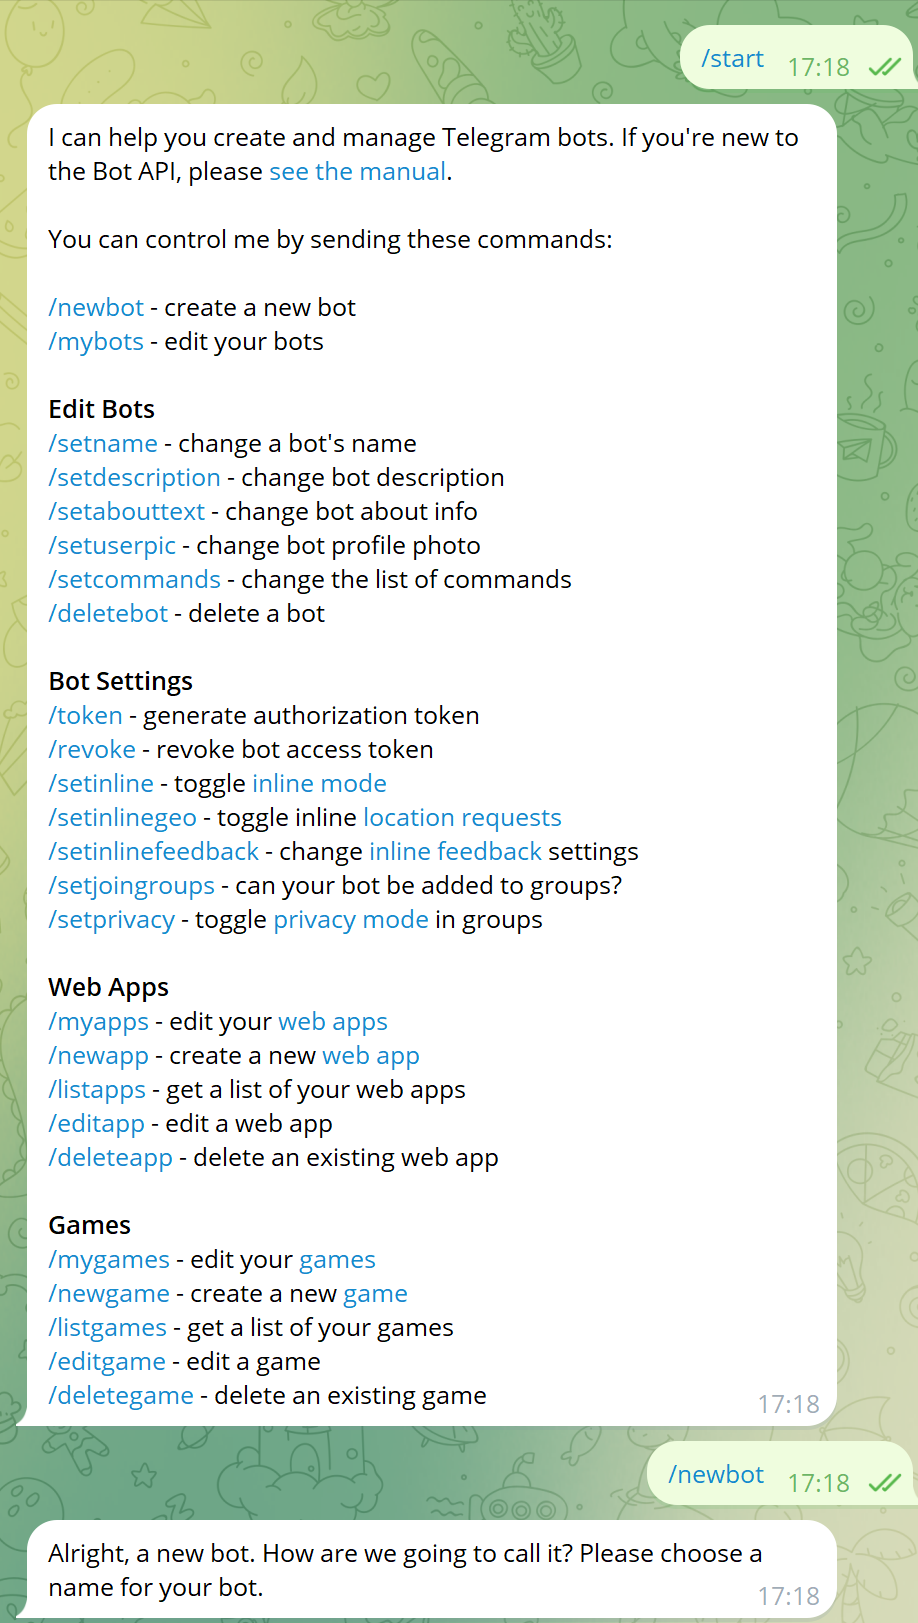 /start 17:18
I can help you create and manage Telegram bots. If you're new to
the Bot API, please see the manual.
You can control me by sending these commands:
/newbot - create a new bot
/mybots - edit your bots
Edit Bots
/setname - change a bot's name
/setdescription - change bot description
/setabouttext - change bot about info
/setuserpic - change bot profile photo
/setcommands - change the list of commands
/deletebot - delete a bot
Bot Settings
/token - generate authorization token
/revoke - revoke bot access token
/setinline - toggle inline mode
/setinlinegeo - toggle inline location requests
/setinlinefeedback - change inline feedback settings
/setjoingroups - can your bot be added to groups?
/setprivacy - toggle privacy mode in groups
Web Apps
/myapps - edit your web apps
/newapp - create a new web app
/listapps - get a list of your web apps
/editapp - edit a web app
/deleteapp - delete an existing web app
Games
/mygames - edit your games
/newgame - create a new game
/listgames - get a list of your games
/editgame - edit a game
/deletegame - delete an existing game
17:18
/newbot 17:18
Alright, a new bot. How are we going to call it? Please choose a
name for your bot.
17:18